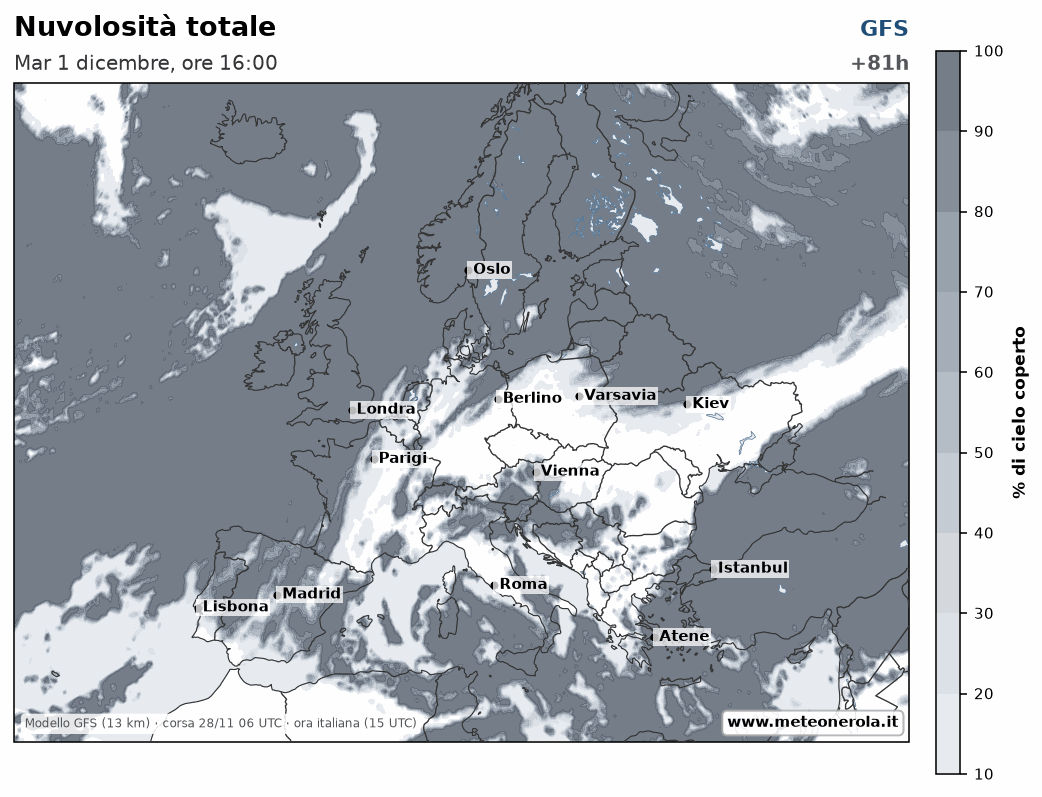 Nuvolosità totale
GFS
Mar 1 dicembre, ore 16:00
+81h
100
90
80
70
60
50
40
30
20
10
% di cielo coperto
Oslo
Londra
Berlino
Varsavia
Kiev
Parigi
Vienna
Istanbul
Roma
Madrid
Lisbona
Atene
Modello GFS (13 km) · corsa 28/11 06 UTC · ora italiana (15 UTC)
www.meteonerola.it